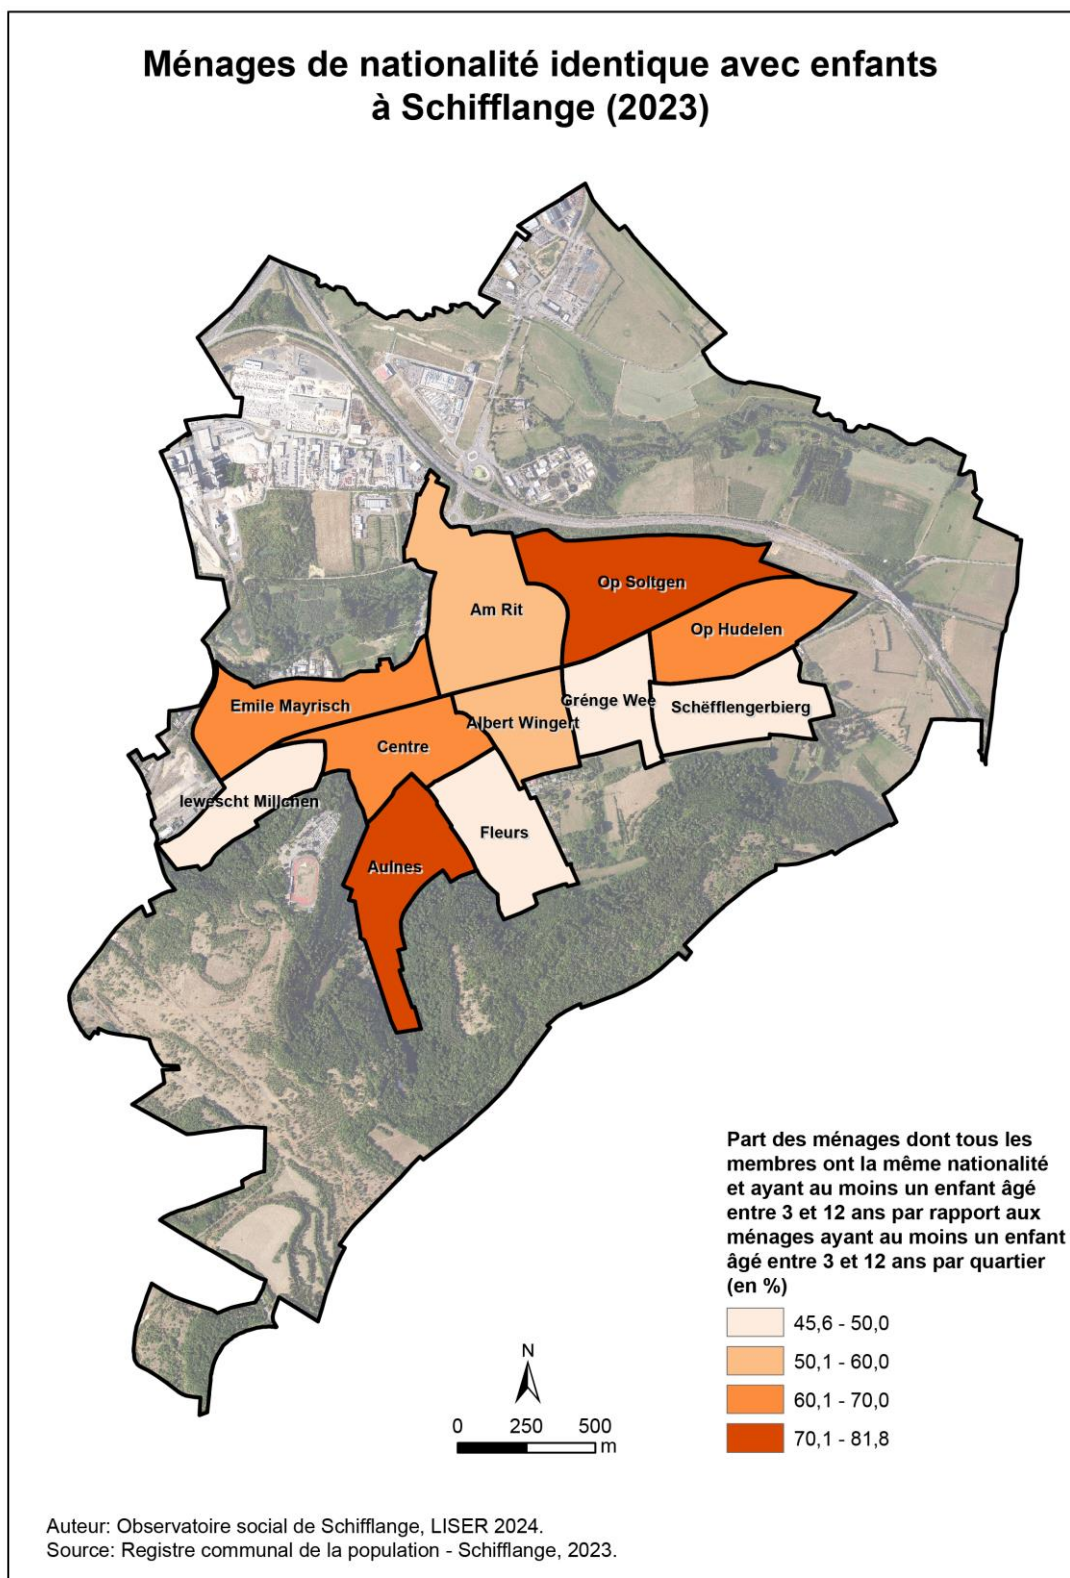 Ménages de nationalité identique avec enfants
à Schifflange (2023)
Op Soltgen
Am Rit
Op Hudelen
Emile Mayrisch
Grénge Wee
Schëfflengerbierg
Albert Wingert
Centre
Iewescht Millchen
Fleurs
Aulnes
Part des ménages dont tous les
membres ont la même nationalité
et ayant au moins un enfant âgé
entre 3 et 12 ans par rapport aux
ménages ayant au moins un enfant
âgé entre 3 et 12 ans par quartier
(en %)
45,6 - 50,0
50,1 - 60,0
60,1 - 70,0
70,1 - 81,8
N
0 250 500
m
Auteur: Observatoire social de Schifflange, LISER 2024.
Source: Registre communal de la population - Schifflange, 2023.